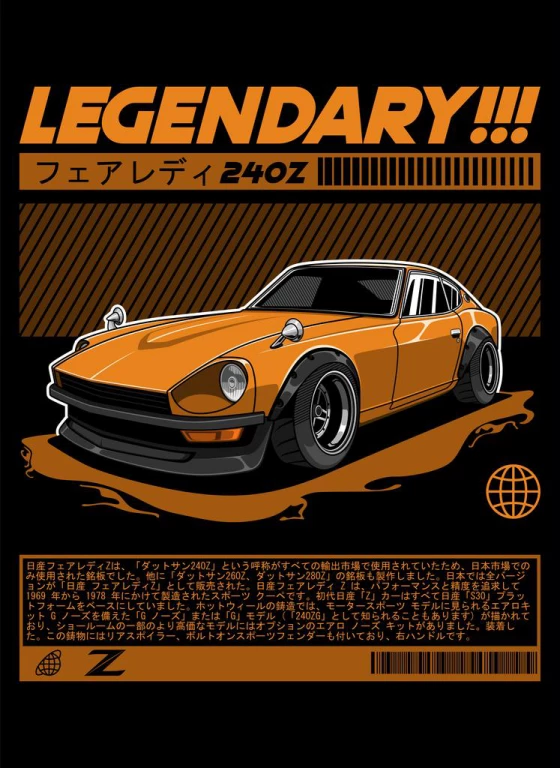 LEGENDARY!!!
フェアレディ 240Z
日産フェアレディZは、「ダットサン240Z」という呼称がすべての輸出市場で使用されていたため、日本市場での
み使用された銘板でした。他に「ダットサン260Z、ダットサン280Z」の銘板も製作しました。日本では全バージ
ョンが「日産 フェアレディZ」として販売された。日産フェアレディ Z は、パフォーマンスと精度を追求して
1969 年から 1978 年にかけて製造されたスポーツ クーペです。初代日産「Z」カーはすべて日産「S30」プラッ
トフォームをベースにしていました。ホットウィールの鋳造では、モータースポーツ モデルに見られるエアロキ
ット G ノーズを備えた「G ノーズ」または「G」モデル（「240ZG」として知られることもあります）が描かれて
おり、ショールームの一部のより高価なモデルにはオプションのエアロ ノーズ キットがありました。装着し
た。この鋳物にはリアスポイラー、ボルトオンスポーツフェンダーも付いており、右ハンドルです。
Z